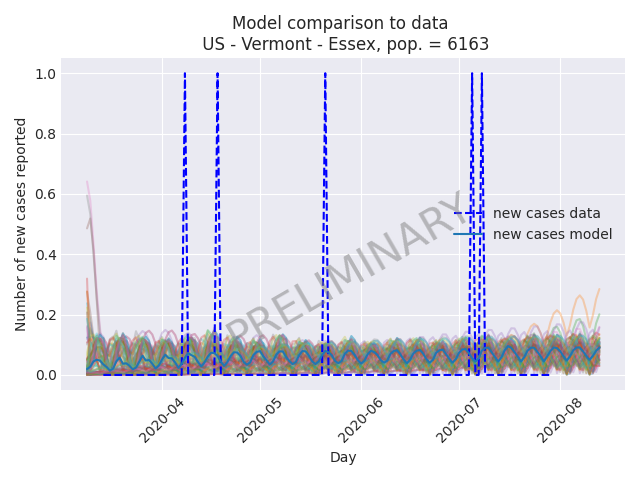 Model comparison to data
US - Vermont - Essex, pop. = 6163
Number of new cases reported
1.0
0.8
0.6
0.4
0.2
0.0
PRELIMINARY
new cases data
new cases model
2020-04
2020-05
2020-06
2020-07
2020-08
Day